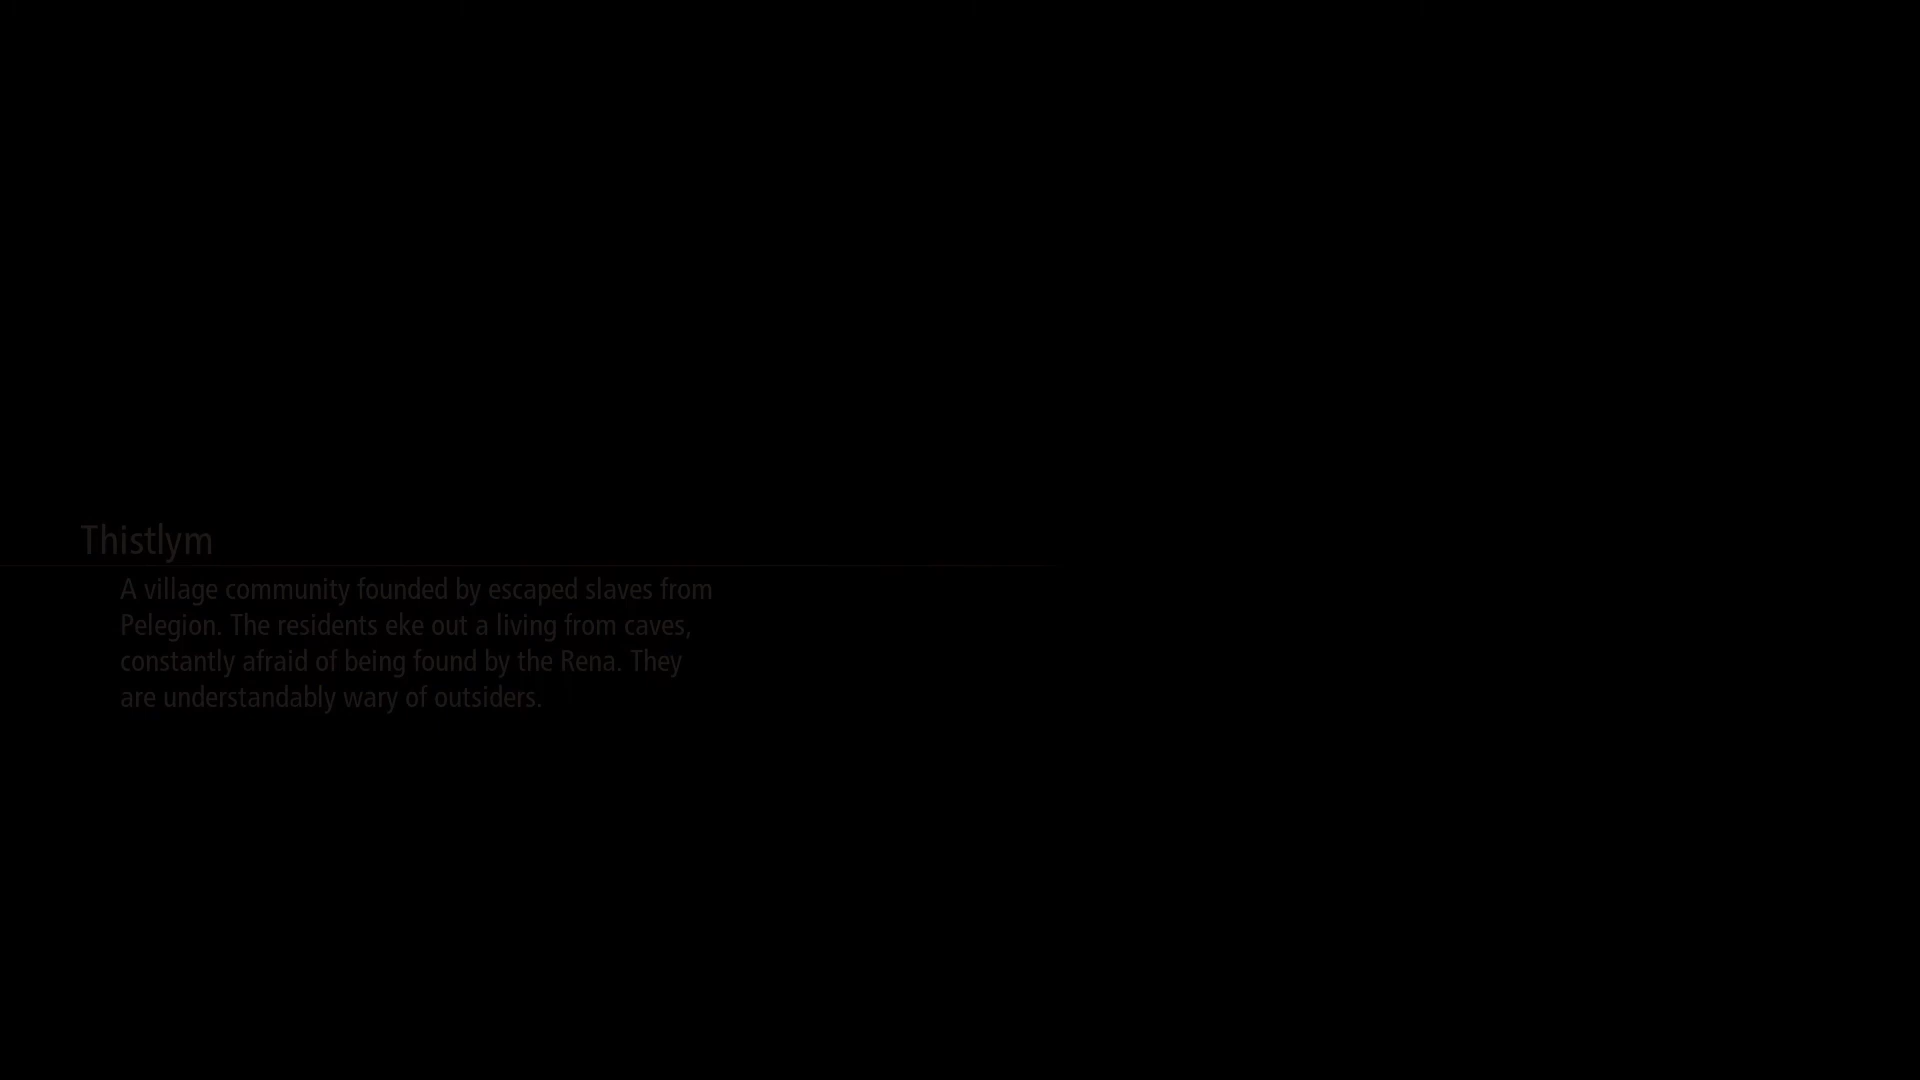 Thistlym
A village community founded by escaped slaves from
Pelegion. The residents eke out a living from caves,
constantly afraid of being found by the Rena. They
are understandably wary of outsiders.